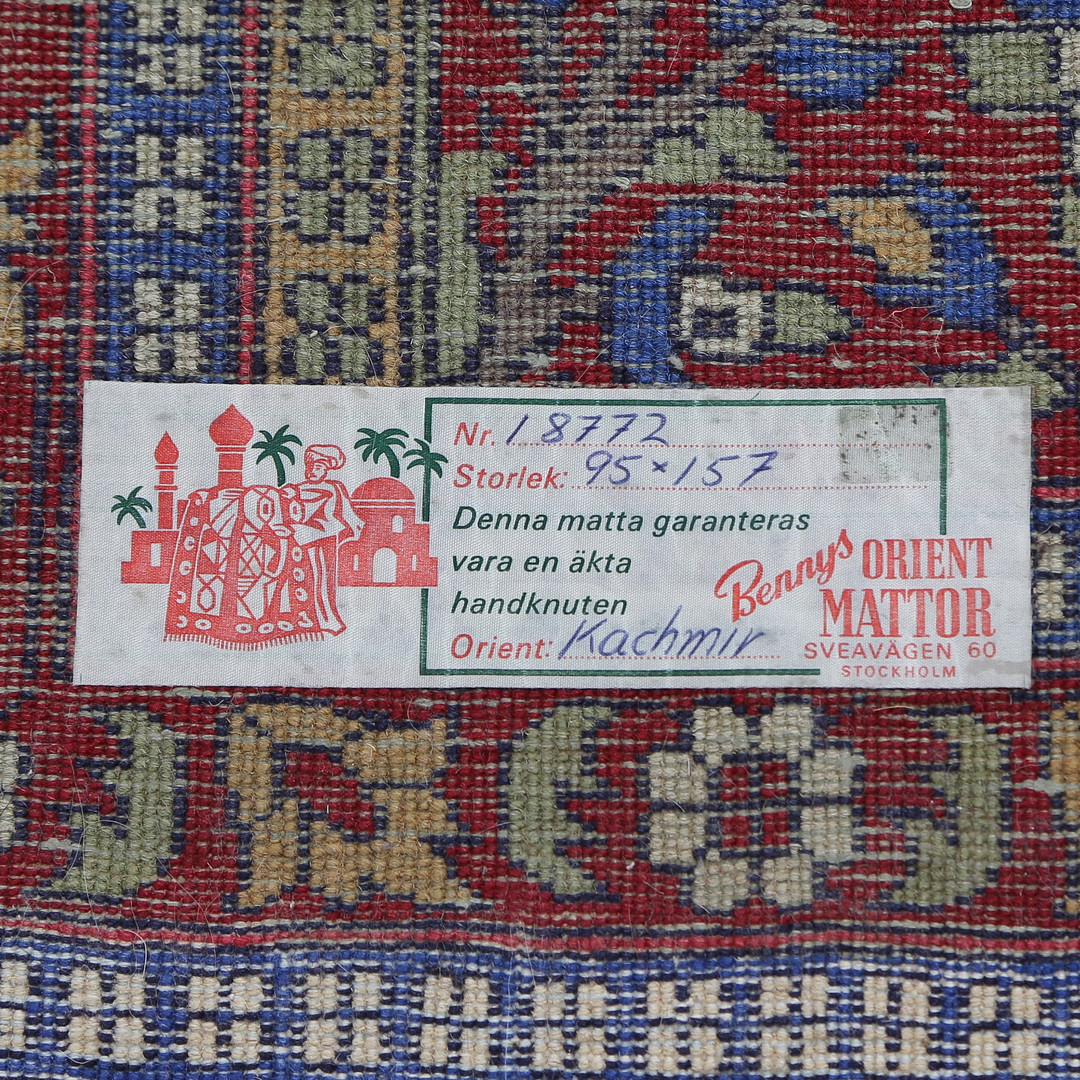 Nr. 18772
Storlek: 95 x 157
Denna matta garanteras
vara en äkta
handknuten
Orient: Kachmir
Bennys ORIENT
MATTOR
SVEAVÄGEN 60
STOCKHOLM